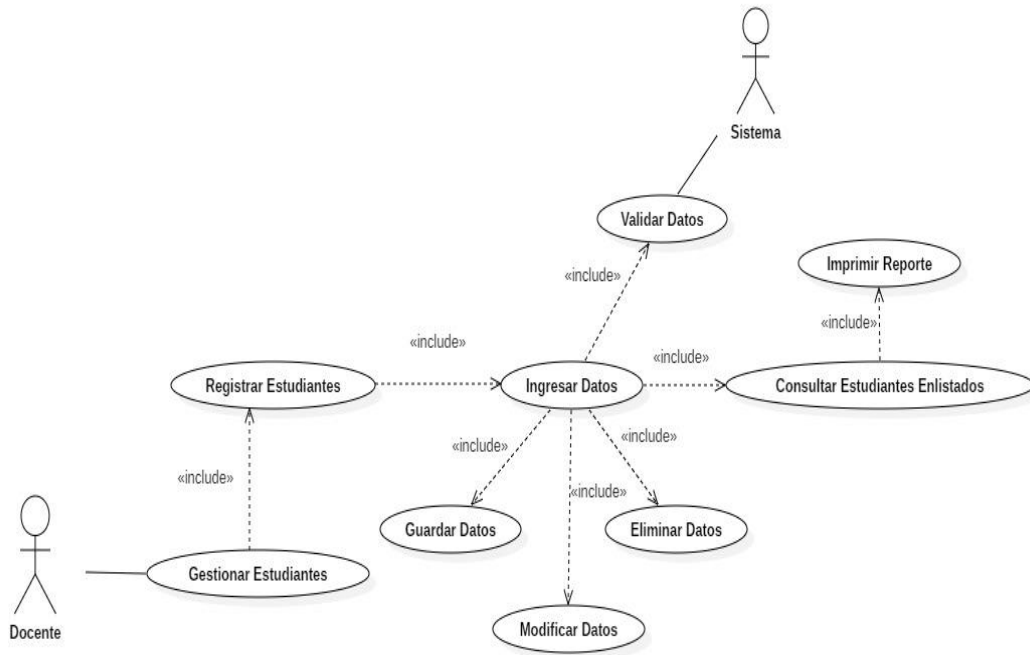 Sistema
Validar Datos
Imprimir Reporte
«include»
«include»
«include»
«include»
Registrar Estudiantes
Ingresar Datos
Consultar Estudiantes Enlistados
«include»
«include»
«include»
«include»
Guardar Datos
Eliminar Datos
Gestionar Estudiantes
Modificar Datos
Docente